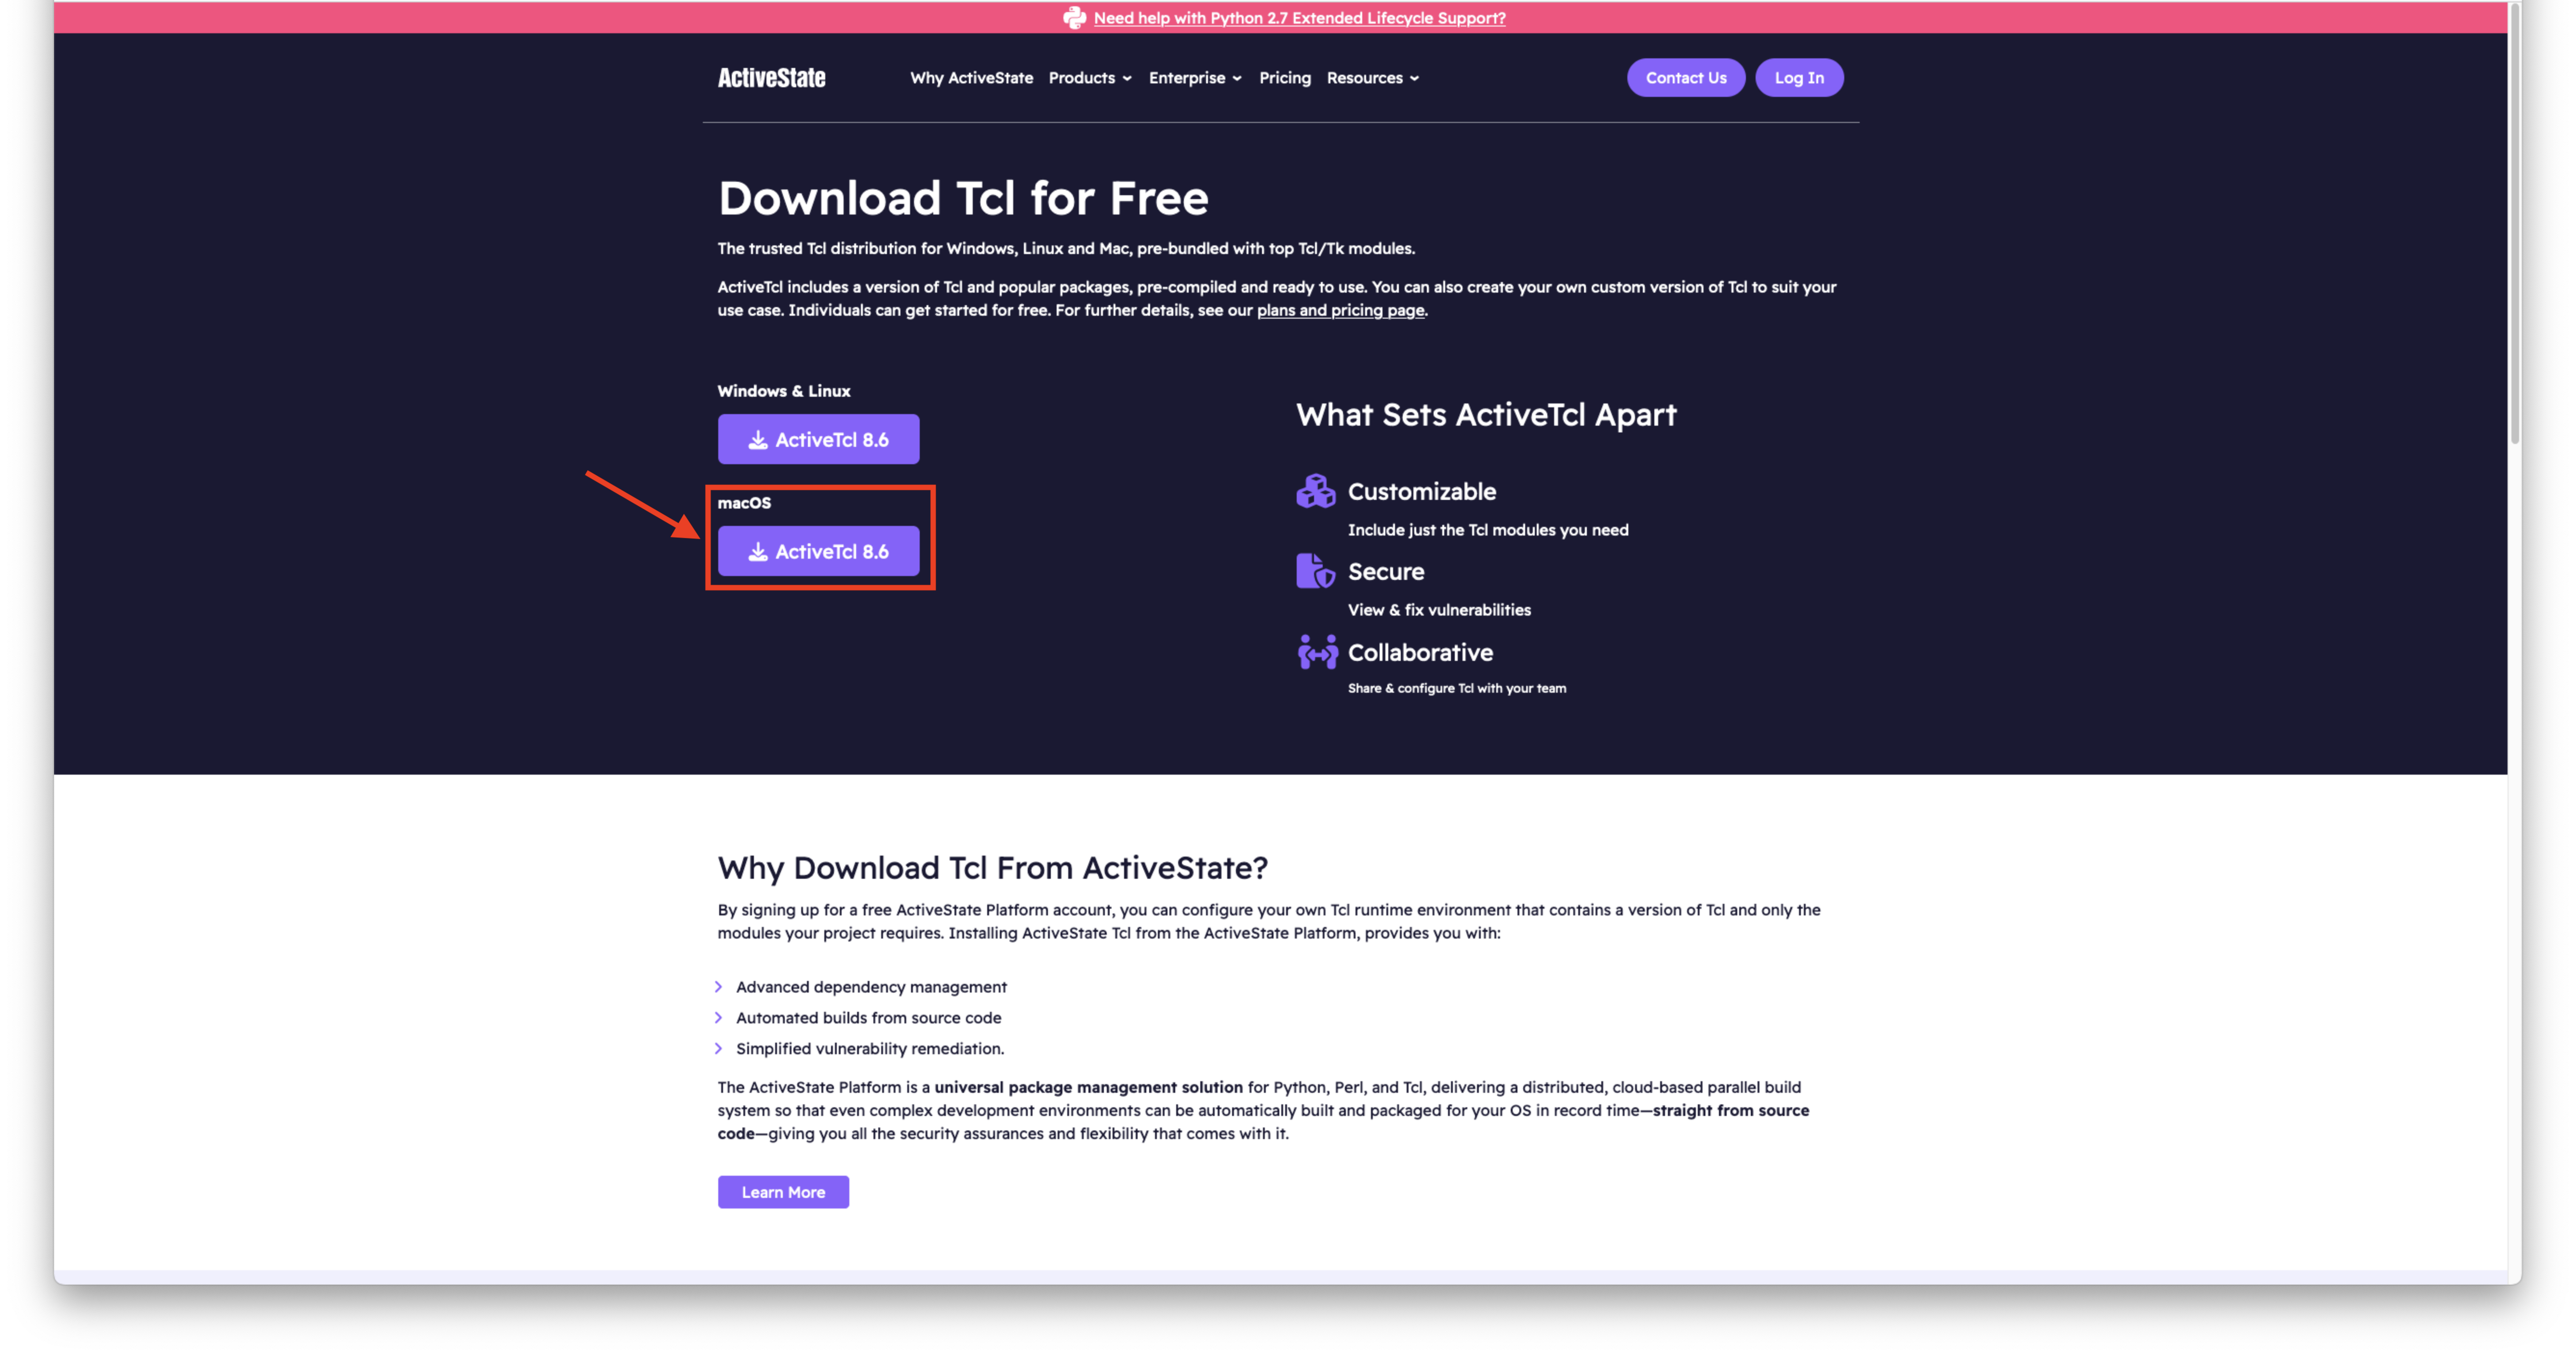 Need help with Python 2.7 Extended Lifecycle Support?
ActiveState
Why ActiveState
Products
Enterprise
Pricing
Resources
Contact Us
Log In
Download Tcl for Free
The trusted Tcl distribution for Windows, Linux and Mac, pre-bundled with top Tcl/Tk modules.
ActiveTcl includes a version of Tcl and popular packages, pre-compiled and ready to use. You can also create your own custom version of Tcl to suit your
use case. Individuals can get started for free. For further details, see our plans and pricing page.
Windows & Linux
ActiveTcl 8.6
macOS
ActiveTcl 8.6
What Sets ActiveTcl Apart
Customizable
Include just the Tcl modules you need
Secure
View & fix vulnerabilities
Collaborative
Share & configure Tcl with your team
Why Download Tcl From ActiveState?
By signing up for a free ActiveState Platform account, you can configure your own Tcl runtime environment that contains a version of Tcl and only the
modules your project requires. Installing ActiveState Tcl from the ActiveState Platform, provides you with:
Advanced dependency management
Automated builds from source code
Simplified vulnerability remediation.
The ActiveState Platform is a universal package management solution for Python, Perl, and Tcl, delivering a distributed, cloud-based parallel build
system so that even complex development environments can be automatically built and packaged for your OS in record time—straight from source
code—giving you all the security assurances and flexibility that comes with it.
Learn More